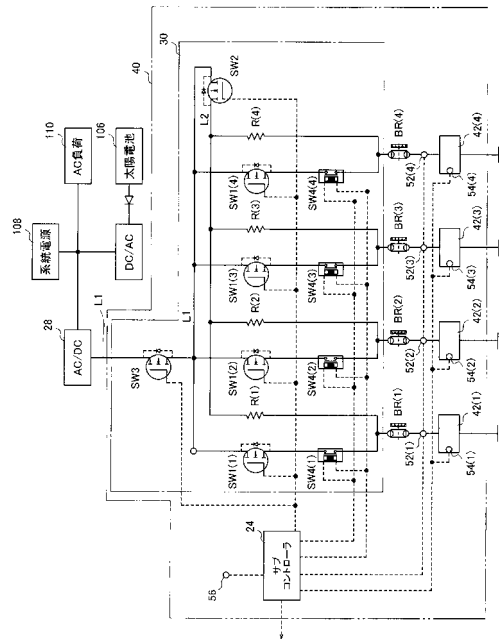 108
系統電源
110
AC負荷
106
太陽電池
DC/AC
28
AC/DC
40
30
L1
L1
L2
SW3
SW2
SW1(1)
SW1(2)
SW1(3)
SW1(4)
R(1)
R(2)
R(3)
R(4)
SW4(1)
SW4(2)
SW4(3)
SW4(4)
BR(1)
BR(2)
BR(3)
BR(4)
52(1)
52(2)
52(3)
52(4)
42(1)
42(2)
42(3)
42(4)
54(1)
54(2)
54(3)
54(4)
24
サブ
コントローラ
56